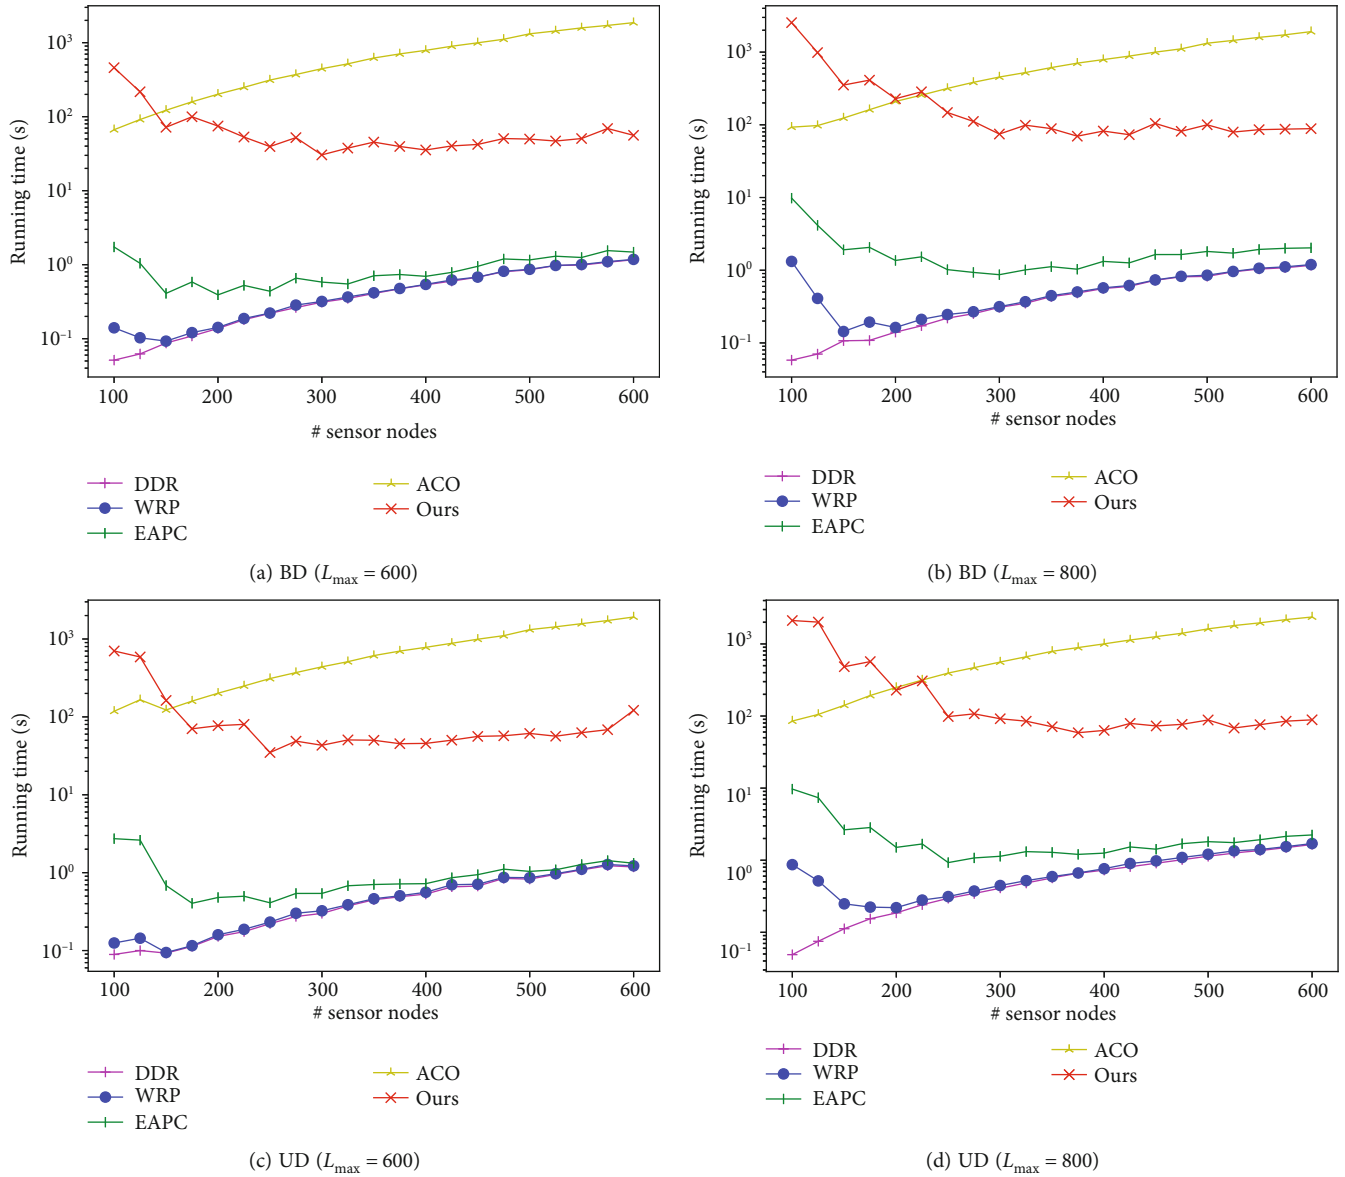 10³
10²
10¹
10⁰
10⁻¹
Running time (s)
100 200 300 400 500 600
# sensor nodes
DDR
WRP
EAPC
ACO
Ours
(a) BD (Lmax = 600)
10³
10²
10¹
10⁰
10⁻¹
Running time (s)
100 200 300 400 500 600
# sensor nodes
DDR
WRP
EAPC
ACO
Ours
(b) BD (Lmax = 800)
10³
10²
10¹
10⁰
10⁻¹
Running time (s)
100 200 300 400 500 600
# sensor nodes
DDR
WRP
EAPC
ACO
Ours
(c) UD (Lmax = 600)
10³
10²
10¹
10⁰
10⁻¹
Running time (s)
100 200 300 400 500 600
# sensor nodes
DDR
WRP
EAPC
ACO
Ours
(d) UD (Lmax = 800)